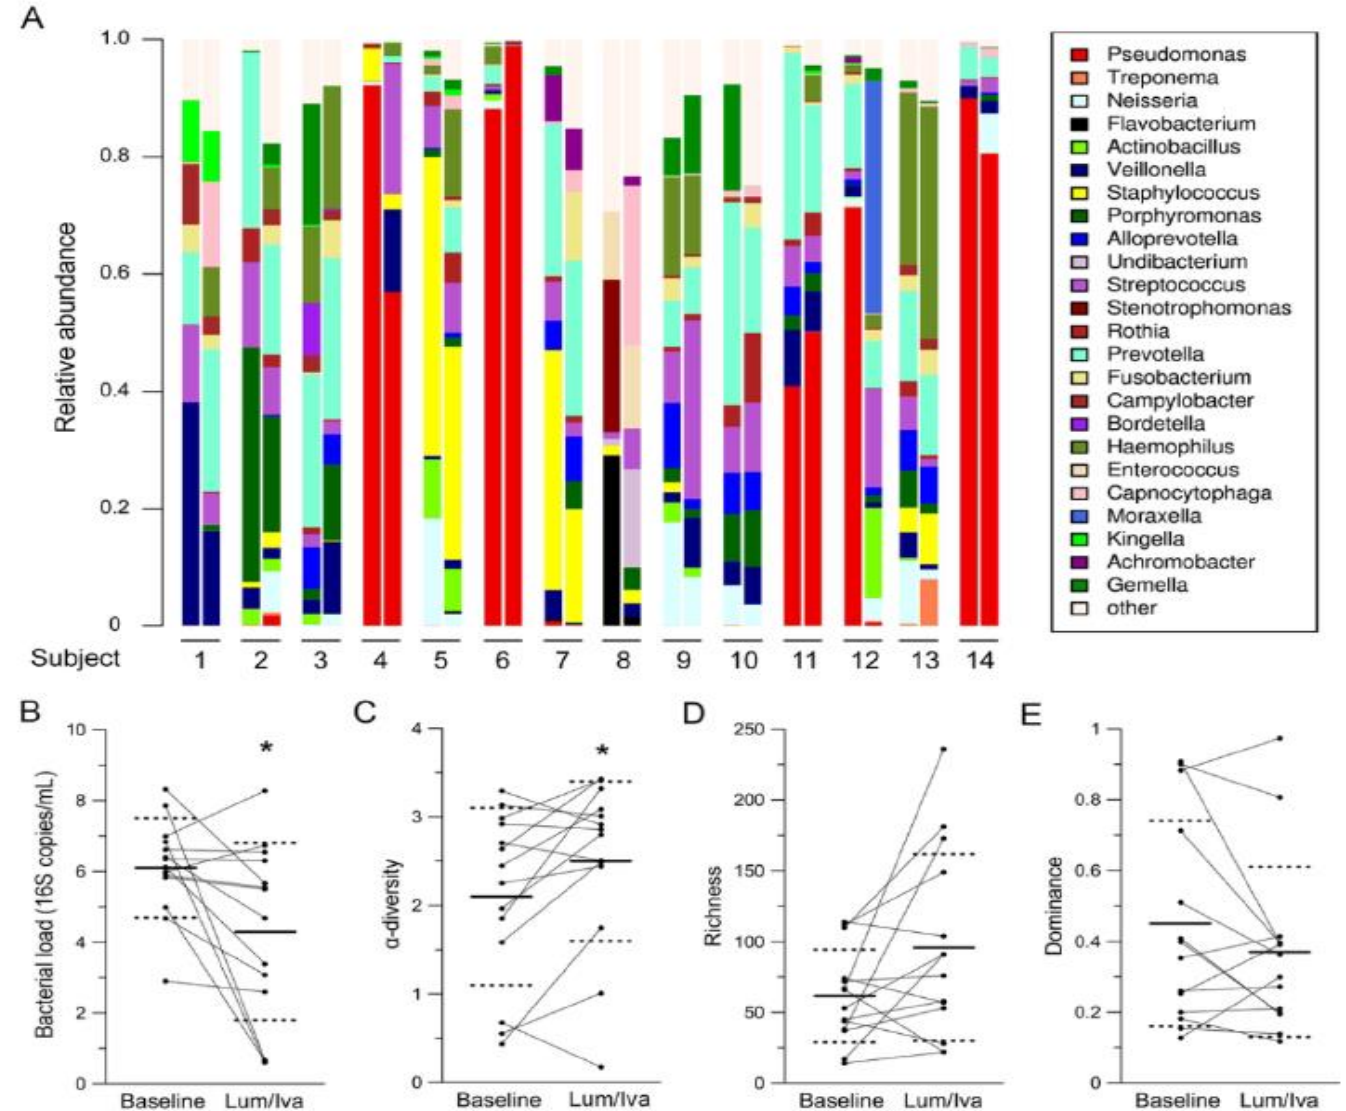 A
1.0
0.8
0.6
0.4
0.2
0
Relative abundance
Subject 1 2 3 4 5 6 7 8 9 10 11 12 13 14
Pseudomonas
Treponema
Neisseria
Flavobacterium
Actinobacillus
Veillonella
Staphylococcus
Porphyromonas
Alloprevotella
Undibacterium
Streptococcus
Stenotrophomonas
Rothia
Prevotella
Fusobacterium
Campylobacter
Bordetella
Haemophilus
Enterococcus
Capnocytophaga
Moraxella
Kingella
Achromobacter
Gemella
other
B
10
8
6
4
2
0
Bacterial load (16S copies/mL)
*
Baseline Lum/Iva
C
4
3
2
1
0
α-diversity
*
Baseline Lum/Iva
D
250
200
150
100
50
0
Richness
Baseline Lum/Iva
E
1
0.8
0.6
0.4
0.2
0
Dominance
Baseline Lum/Iva